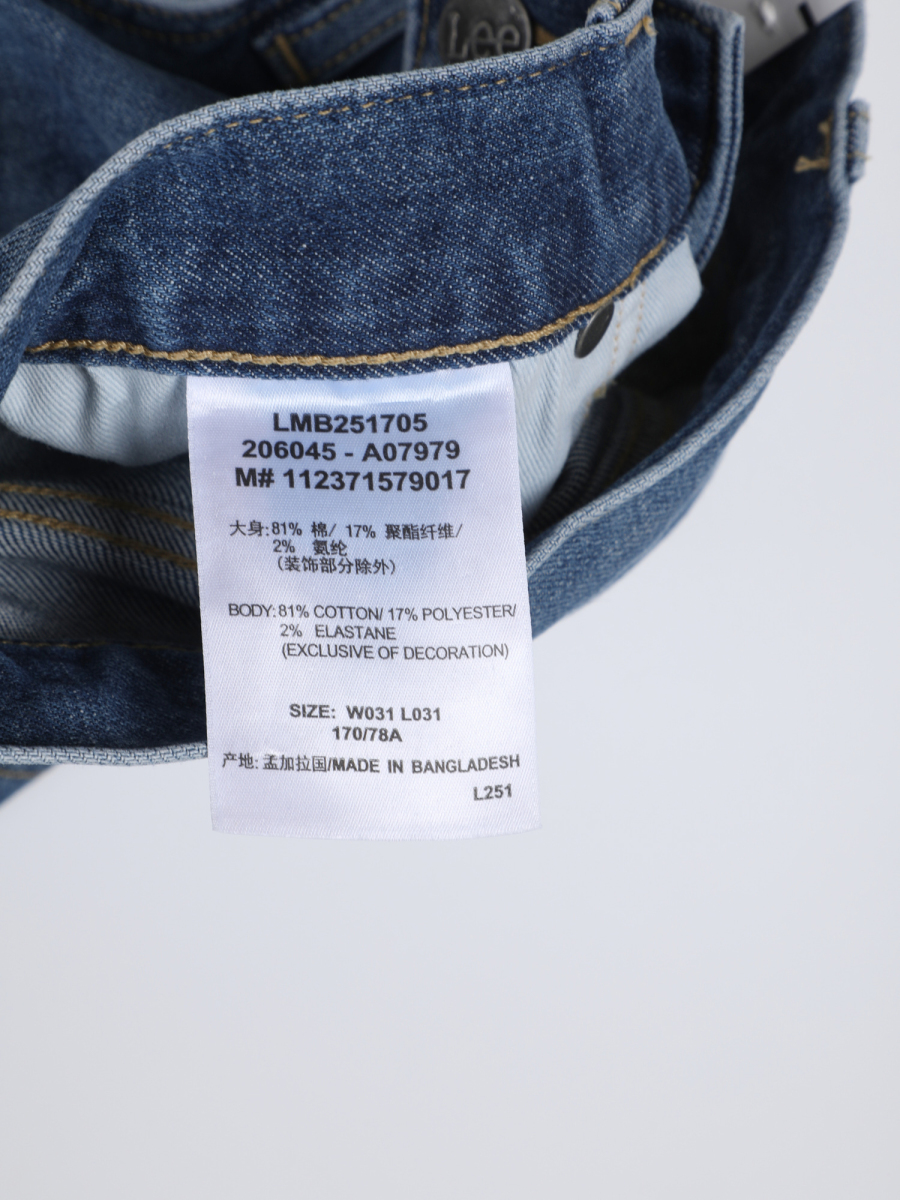 Lee
LMB251705
206045 - A07979
M# 112371579017
大身: 81% 棉/ 17% 聚酯纤维/
2% 氨纶
(装饰部分除外)
BODY: 81% COTTON/ 17% POLYESTER/
2% ELASTANE
(EXCLUSIVE OF DECORATION)
SIZE: W031 L031
170/78A
产地: 孟加拉国/MADE IN BANGLADESH
L251